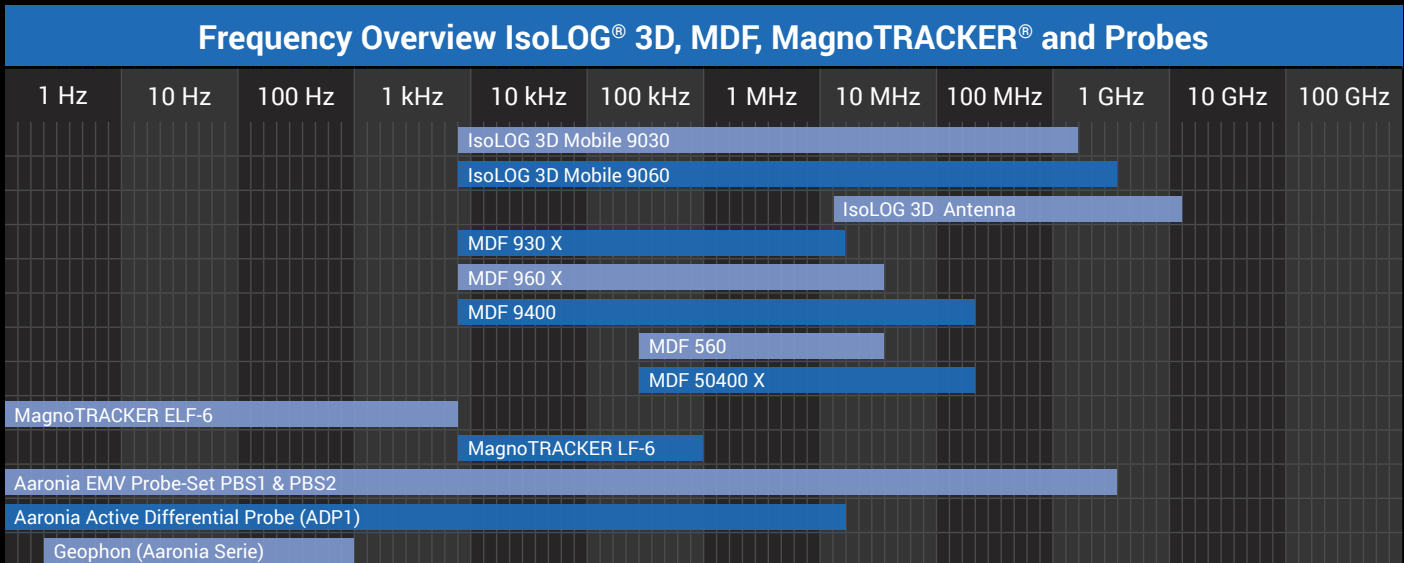 Frequency Overview IsoLOG® 3D, MDF, MagnoTRACKER® and Probes
1 Hz 10 Hz 100 Hz 1 kHz 10 kHz 100 kHz 1 MHz 10 MHz 100 MHz 1 GHz 10 GHz 100 GHz
IsoLOG 3D Mobile 9030
IsoLOG 3D Mobile 9060
IsoLOG 3D Antenna
MDF 930 X
MDF 960 X
MDF 9400
MDF 560
MDF 50400 X
MagnoTRACKER ELF-6
MagnoTRACKER LF-6
Aaronia EMV Probe-Set PBS1 & PBS2
Aaronia Active Differential Probe (ADP1)
Geophon (Aaronia Serie)